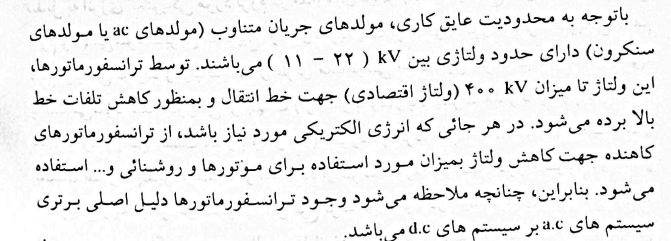 باتوجه به محدودیت عایق کاری، مولدهای جریان متناوب (مولدهای ac یا مولدهای
سنکرون) دارای حدود ولتاژی بین kV ( ۲۲ - ۱۱ ) می‌باشند. توسط ترانسفورماتورها،
این ولتاژ تا میزان ۴۰۰ kV (ولتاژ اقتصادی) جهت خط انتقال و بمنظور کاهش تلفات خط
بالا برده می‌شود. در هر جائی که انرژی الکتریکی مورد نیاز باشد، از ترانسفورماتورهای
کاهنده جهت کاهش ولتاژ بمیزان مورد استفاده برای موتورها و روشنائی و... استفاده
می‌شود. بنابراین، چنانچه ملاحظه می‌شود وجود ترانسفورماتورها دلیل اصلی برتری
سیستم های a.c بر سیستم های d.c می‌باشد.